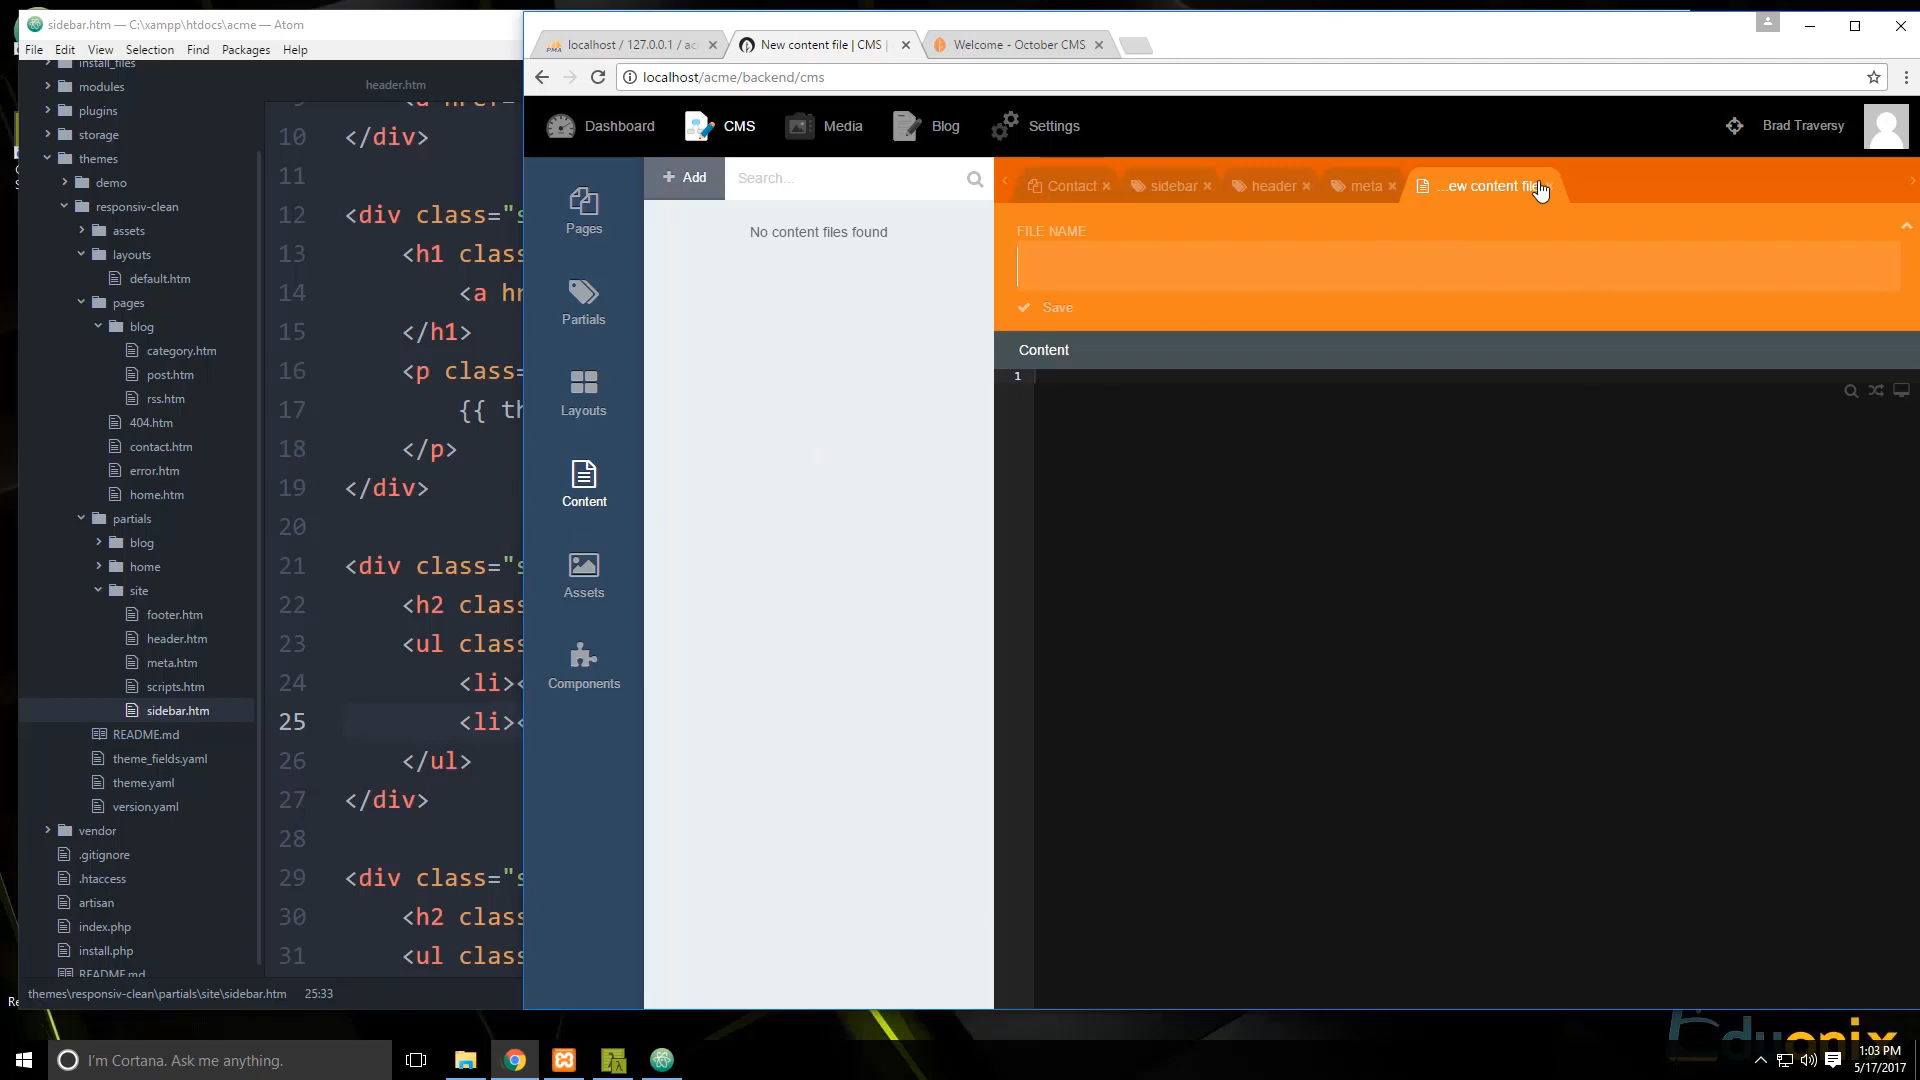 sidebar.htm — C:\xampp\htdocs\acme — Atom
File Edit View Selection Find Packages Help
install_files
modules
plugins
storage
themes
demo
responsiv-clean
assets
layouts
default.htm
pages
blog
category.htm
post.htm
rss.htm
404.htm
contact.htm
error.htm
home.htm
partials
blog
home
site
footer.htm
header.htm
meta.htm
scripts.htm
sidebar.htm
README.md
theme_fields.yaml
theme.yaml
version.yaml
vendor
.gitignore
.htaccess
artisan
index.php
install.php
README.md
header.htm
10 </div>
11
12 <div class="s
13 <h1 clas
14 <a hr
15 </h1>
16 <p class=
17 {{ th
18 </p>
19 </div>
20
21 <div class="s
22 <h2 clas
23 <ul clas
24 <li><
25 <li><
26 </ul>
27 </div>
28
29 <div class="s
30 <h2 clas
31 <ul clas
themes\responsiv-clean\partials\site\sidebar.htm 25:33
PMA localhost / 127.0.0.1 / ac
New content file | CMS |
Welcome - October CMS
localhost/acme/backend/cms
Dashboard CMS Media Blog Settings
Brad Traversy
Pages
Partials
Layouts
Content
Assets
Components
+ Add Search...
No content files found
Contact × sidebar × header × meta × ...ew content file
FILE NAME
Save
Content
1
I'm Cortana. Ask me anything.
1:03 PM
5/17/2017